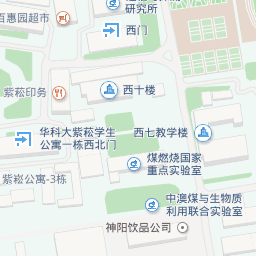 研究所
百惠园超市
西门
紫菘印务
西十楼
华科大紫菘学生
公寓一栋西北门
西七教学楼
煤燃烧国家
重点实验室
紫菘公寓-3栋
中澳煤与生物质
利用联合实验室
神阳饮品公司